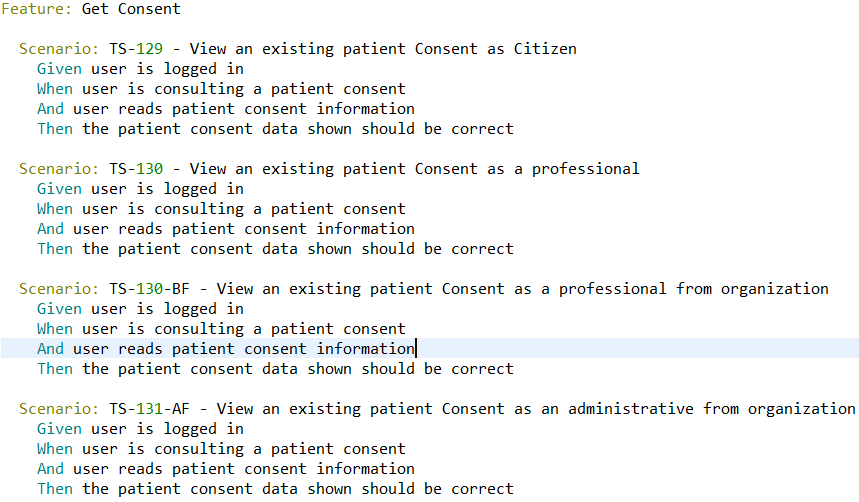 Feature: Get Consent
Scenario: TS-129 - View an existing patient Consent as Citizen
Given user is logged in
When user is consulting a patient consent
And user reads patient consent information
Then the patient consent data shown should be correct
Scenario: TS-130 - View an existing patient Consent as a professional
Given user is logged in
When user is consulting a patient consent
And user reads patient consent information
Then the patient consent data shown should be correct
Scenario: TS-130-BF - View an existing patient Consent as a professional from organization
Given user is logged in
When user is consulting a patient consent
And user reads patient consent information
Then the patient consent data shown should be correct
Scenario: TS-131-AF - View an existing patient Consent as an administrative from organization
Given user is logged in
When user is consulting a patient consent
And user reads patient consent information
Then the patient consent data shown should be correct